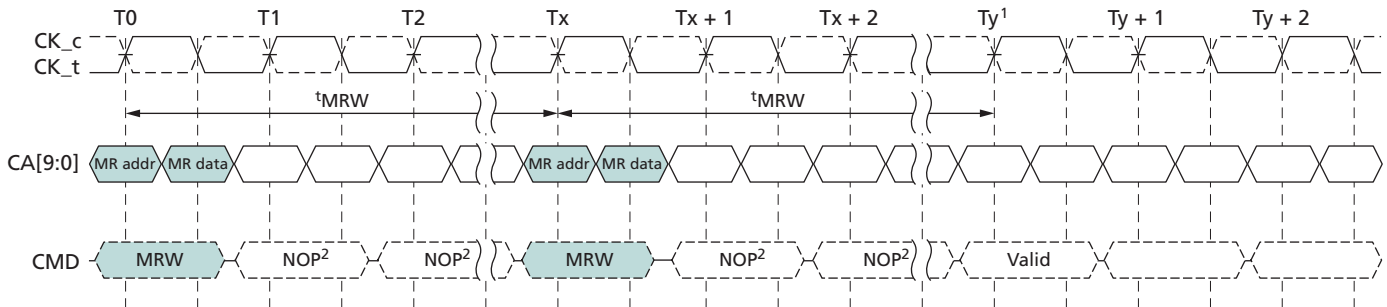 T0 T1 T2 Tx Tx + 1 Tx + 2 Ty¹ Ty + 1 Ty + 2
CK_c
CK_t
ᵗMRW ᵗMRW
CA[9:0] MR addr MR data MR addr MR data
CMD MRW NOP² NOP² MRW NOP² NOP² Valid